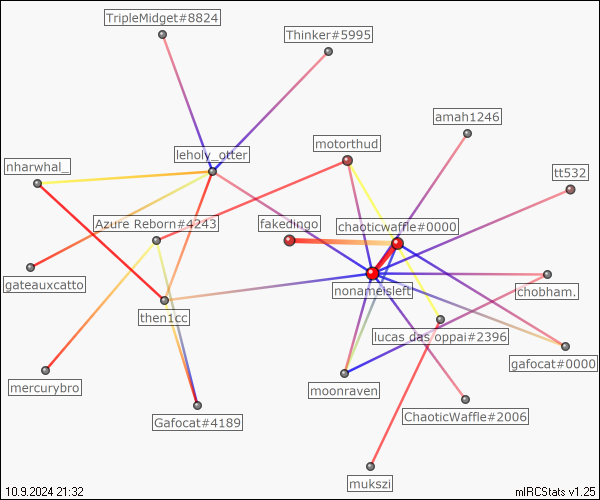 TripleMidget#8824
Thinker#5995
amah1246
motorthud
leholy_otter
nharwhal_
tt532
Azure Reborn#4243
fakedingo
chaoticwaffle#0000
gateauxcatto
nonameisleft
chobham.
then1cc
lucas das oppai#2396
gafocat#0000
mercurybro
moonraven
Gafocat#4189
ChaoticWaffle#2006
mukszi
10.9.2024 21:32
mIRCStats v1.25